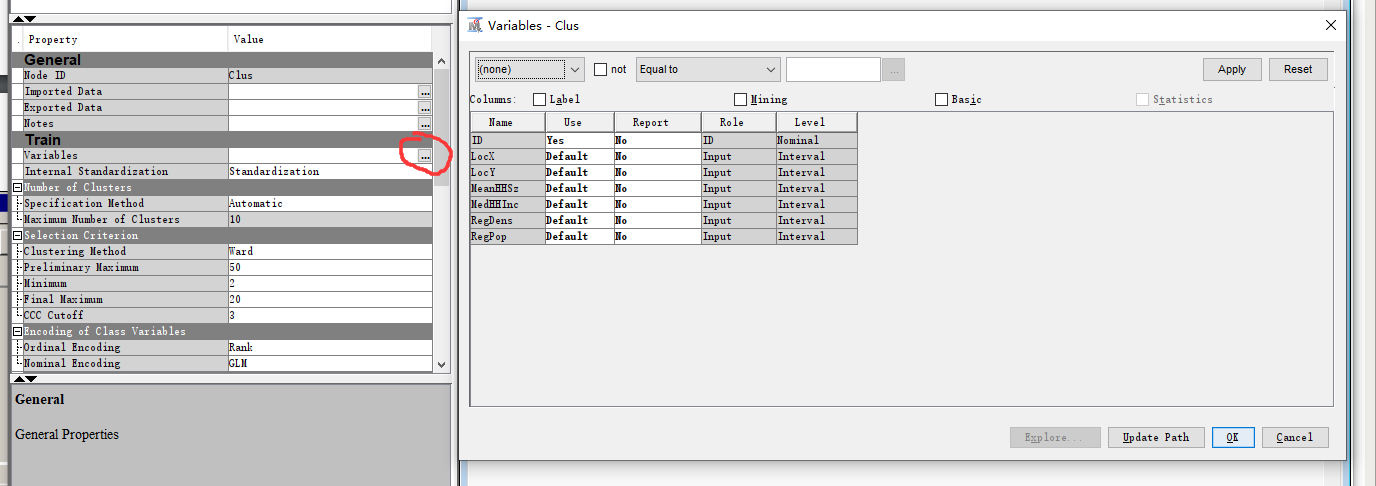 . Property Value
General
Node ID Clus
Imported Data ...
Exported Data ...
Notes ...
Train
Variables ...
Internal Standardization Standardization
Number of Clusters
Specification Method Automatic
Maximum Number of Clusters 10
Selection Criterion
Clustering Method Ward
Preliminary Maximum 50
Minimum 2
Final Maximum 20
CCC Cutoff 3
Encoding of Class Variables
Ordinal Encoding Rank
Nominal Encoding GLM
General
General Properties
Variables - Clus
(none) not Equal to ... Apply Reset
Columns: Label Mining Basic Statistics
Name Use Report Role Level
ID Yes No ID Nominal
LocX Default No Input Interval
LocY Default No Input Interval
MeanHHSz Default No Input Interval
MedHHInc Default No Input Interval
RegDens Default No Input Interval
RegPop Default No Input Interval
Explore... Update Path OK Cancel